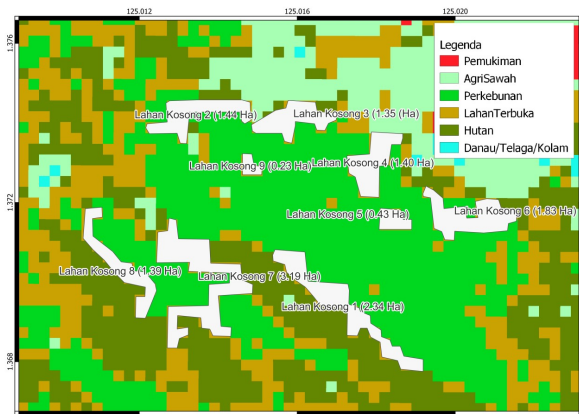 125.012 125.016 125.020
1.376
1.372
1.368
Legenda
Pemukiman
AgriSawah
Perkebunan
LahanTerbuka
Hutan
Danau/Telaga/Kolam
Lahan Kosong 2 (1.44 Ha)
Lahan Kosong 3 (1.35 (Ha)
Lahan Kosong 9 (0.23 Ha)
Lahan Kosong 4 (1.40 Ha)
Lahan Kosong 5 (0.43 Ha)
Lahan Kosong 6 (1.83 Ha)
Lahan Kosong 8 (1.39 Ha)
Lahan Kosong 7 (3.19 Ha)
Lahan Kosong 1 (2.34 Ha)